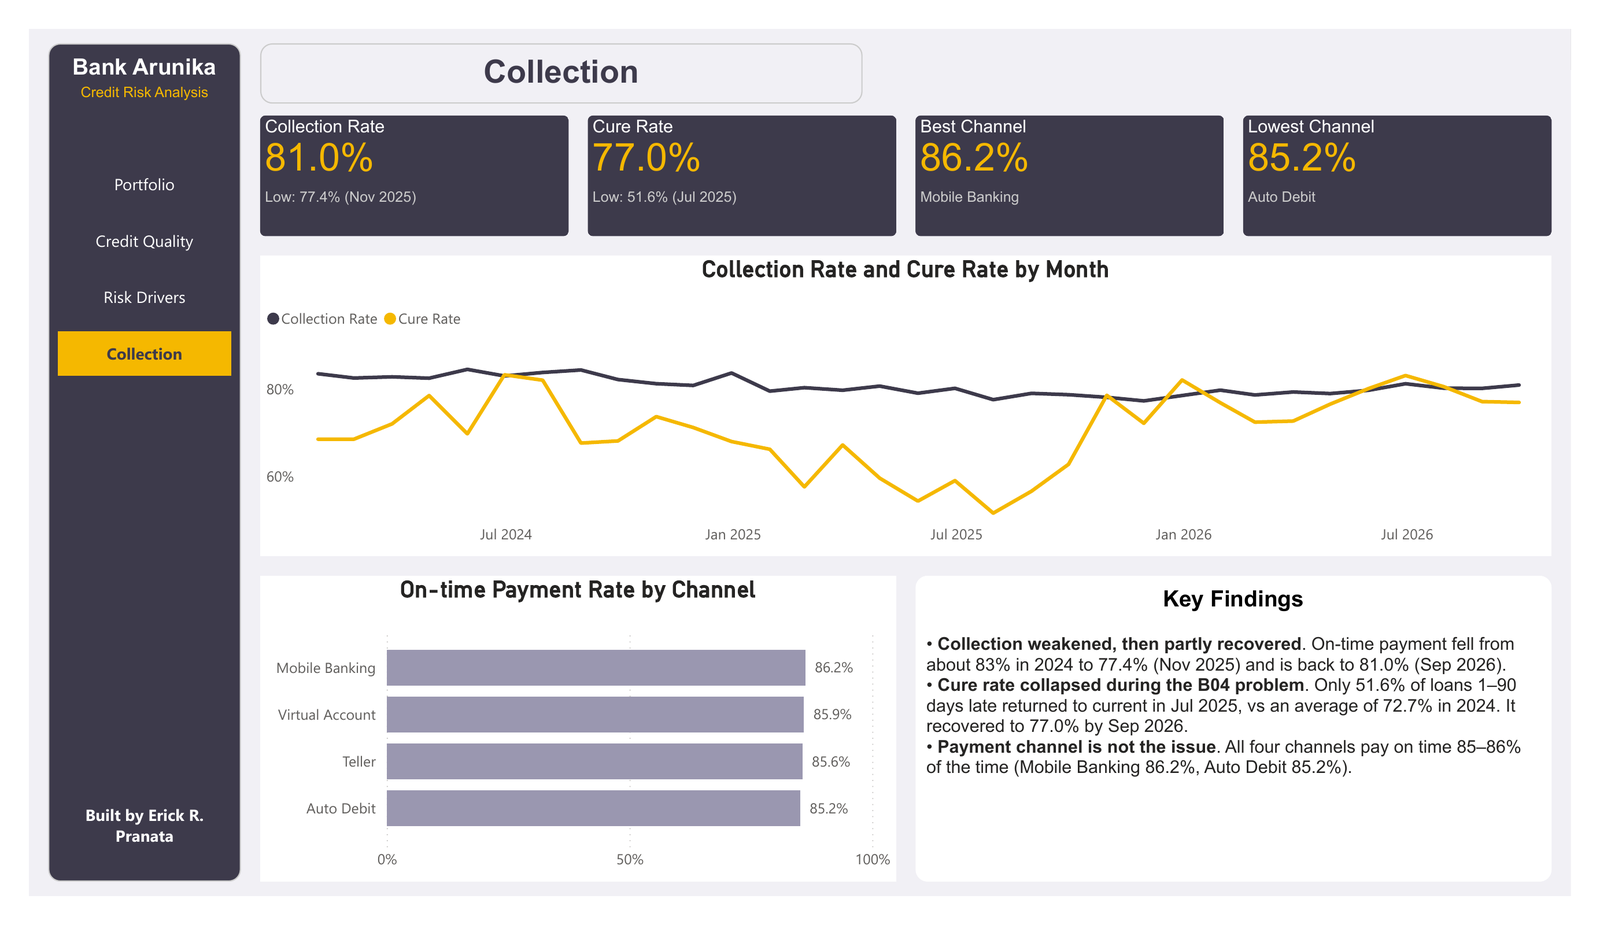 Bank Arunika
Credit Risk Analysis
Portfolio
Credit Quality
Risk Drivers
Collection
Built by Erick R.
Pranata
Collection
Collection Rate
81.0%
Low: 77.4% (Nov 2025)
Cure Rate
77.0%
Low: 51.6% (Jul 2025)
Best Channel
86.2%
Mobile Banking
Lowest Channel
85.2%
Auto Debit
Collection Rate and Cure Rate by Month
Collection Rate Cure Rate
80%
60%
Jul 2024 Jan 2025 Jul 2025 Jan 2026 Jul 2026
On-time Payment Rate by Channel
Mobile Banking 86.2%
Virtual Account 85.9%
Teller 85.6%
Auto Debit 85.2%
0% 50% 100%
Key Findings
• Collection weakened, then partly recovered. On-time payment fell from
about 83% in 2024 to 77.4% (Nov 2025) and is back to 81.0% (Sep 2026).
• Cure rate collapsed during the B04 problem. Only 51.6% of loans 1–90
days late returned to current in Jul 2025, vs an average of 72.7% in 2024. It
recovered to 77.0% by Sep 2026.
• Payment channel is not the issue. All four channels pay on time 85–86%
of the time (Mobile Banking 86.2%, Auto Debit 85.2%).